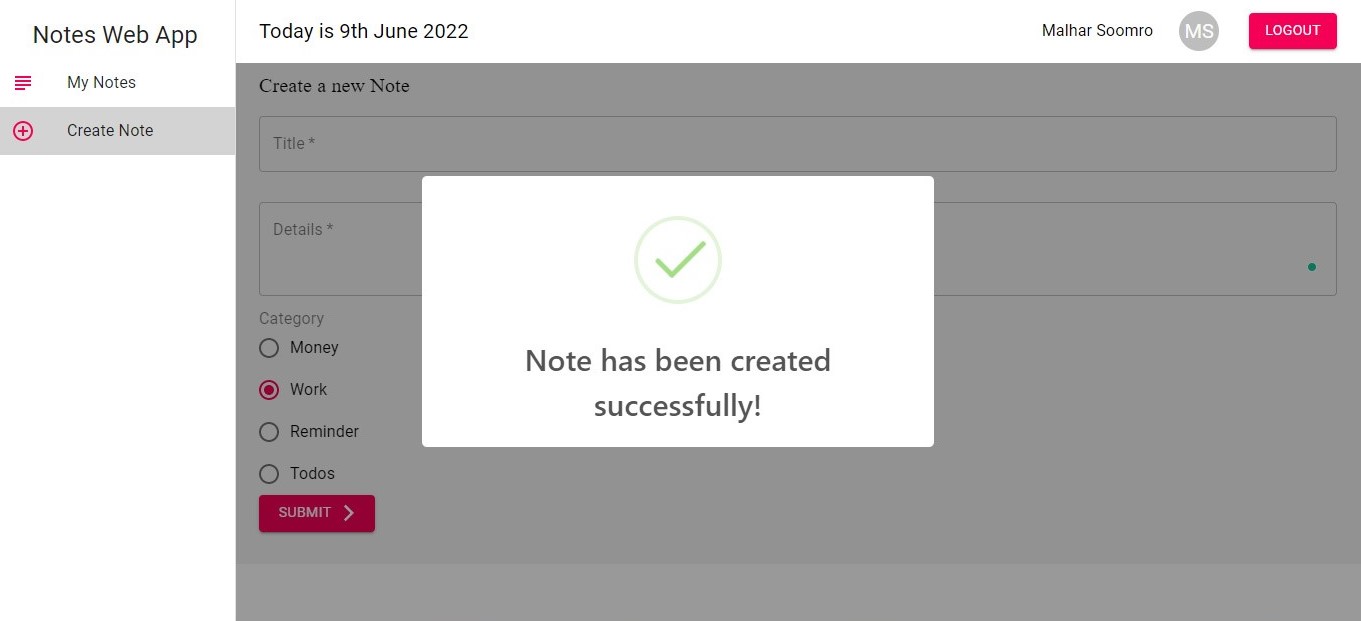 Notes Web App
My Notes
Create Note
Today is 9th June 2022
Malhar Soomro
MS
LOGOUT
Create a new Note
Title *
Details *
Category
Money
Work
Reminder
Todos
SUBMIT
Note has been created
successfully!